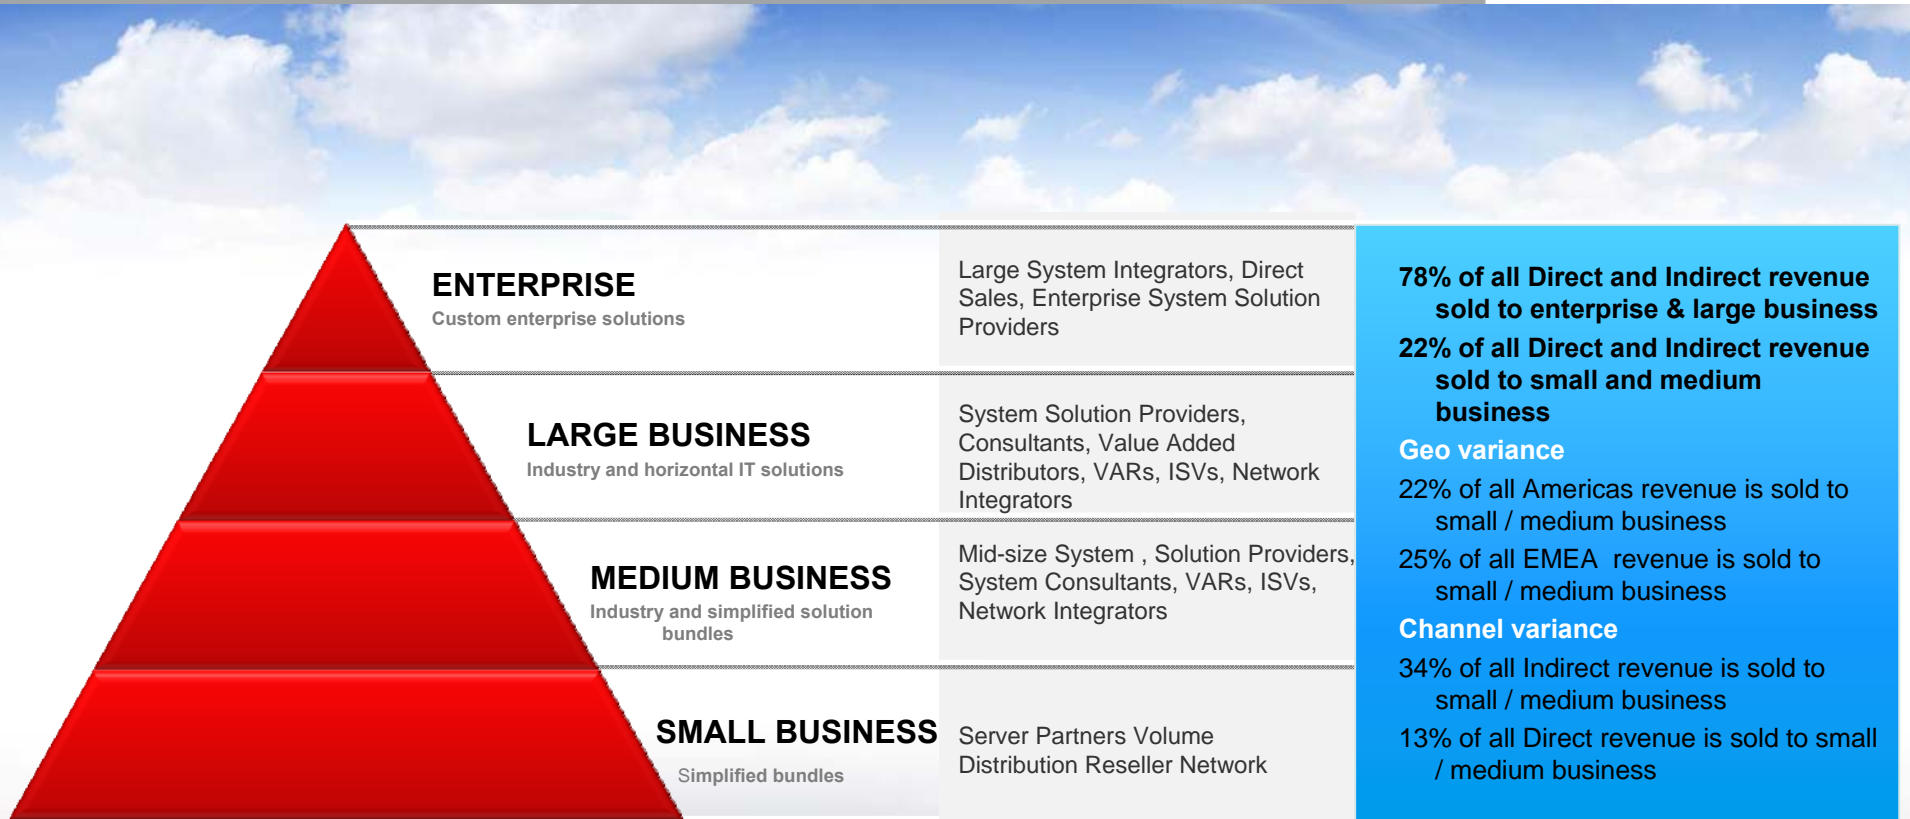 ENTERPRISE
Custom enterprise solutions
Large System Integrators, Direct
Sales, Enterprise System Solution
Providers
LARGE BUSINESS
Industry and horizontal IT solutions
System Solution Providers,
Consultants, Value Added
Distributors, VARs, ISVs, Network
Integrators
MEDIUM BUSINESS
Industry and simplified solution
bundles
Mid-size System , Solution Providers,
System Consultants, VARs, ISVs,
Network Integrators
SMALL BUSINESS
Simplified bundles
Server Partners Volume
Distribution Reseller Network
78% of all Direct and Indirect revenue
sold to enterprise & large business
22% of all Direct and Indirect revenue
sold to small and medium
business
Geo variance
22% of all Americas revenue is sold to
small / medium business
25% of all EMEA  revenue is sold to
small / medium business
Channel variance
34% of all Indirect revenue is sold to
small / medium business
13% of all Direct revenue is sold to small
/ medium business